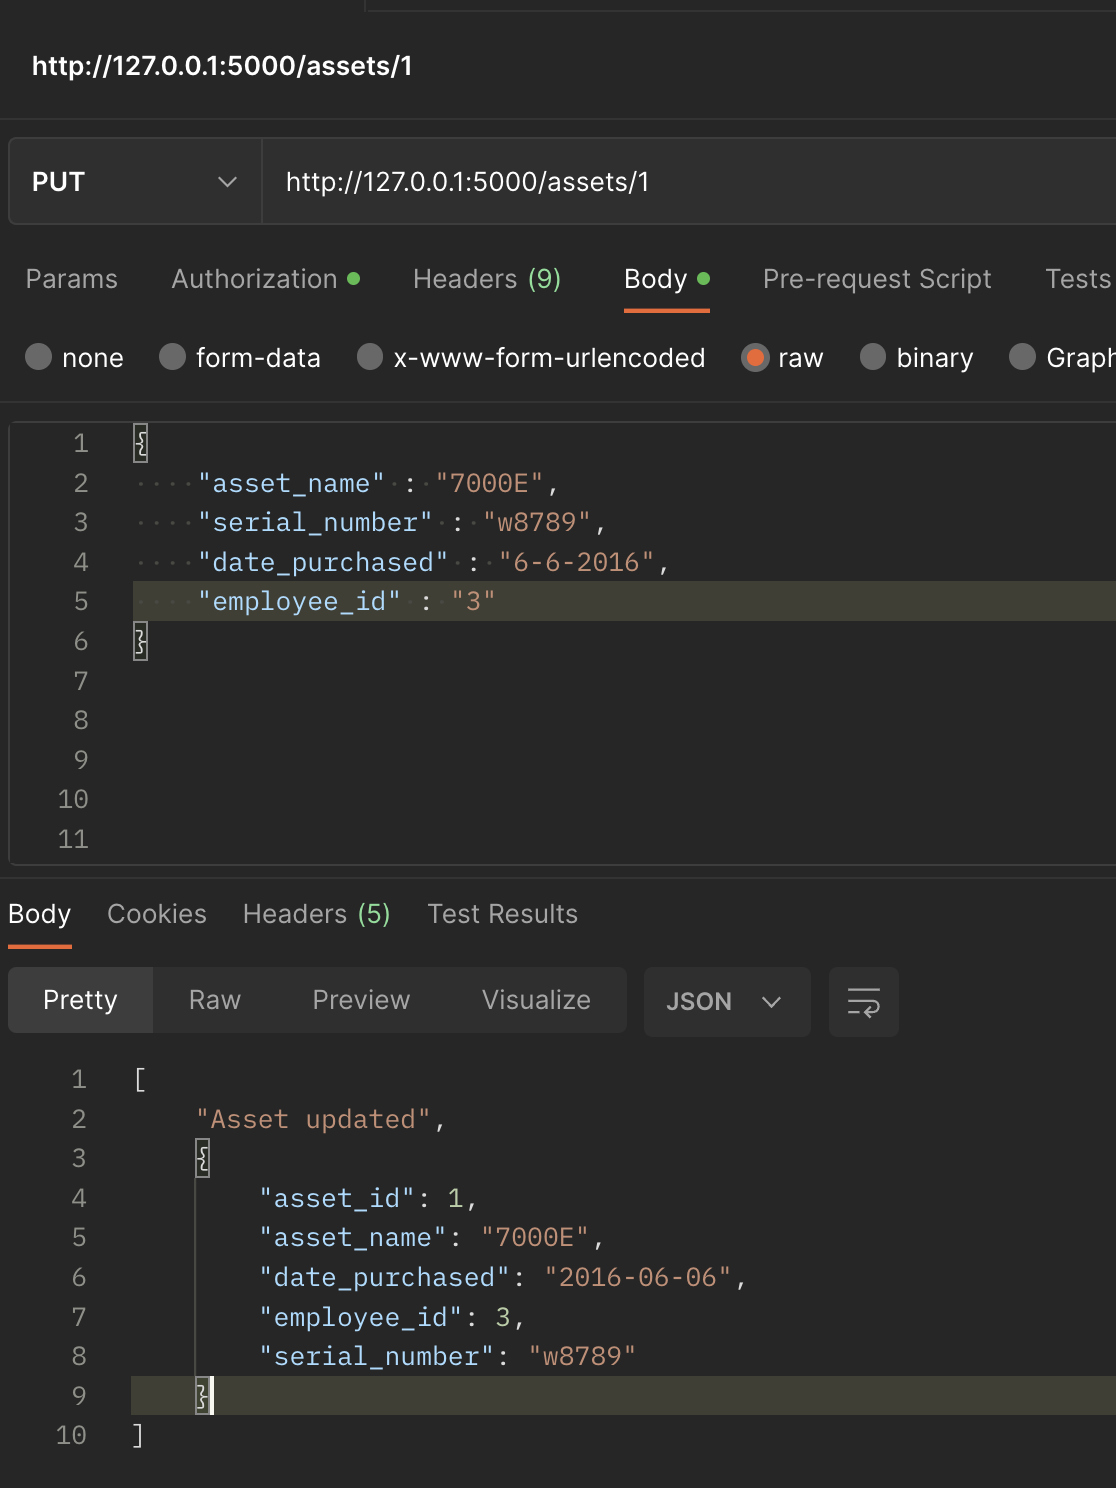 http://127.0.0.1:5000/assets/1
PUT http://127.0.0.1:5000/assets/1
Params Authorization Headers (9) Body Pre-request Script Tests
none form-data x-www-form-urlencoded raw binary Graph
1 {
2 "asset_name" : "7000E",
3 "serial_number" : "w8789",
4 "date_purchased" : "6-6-2016",
5 "employee_id" : "3"
6 }
7
8
9
10
11
Body Cookies Headers (5) Test Results
Pretty Raw Preview Visualize JSON
1 [
2 "Asset updated",
3 {
4 "asset_id": 1,
5 "asset_name": "7000E",
6 "date_purchased": "2016-06-06",
7 "employee_id": 3,
8 "serial_number": "w8789"
9 }
10 ]